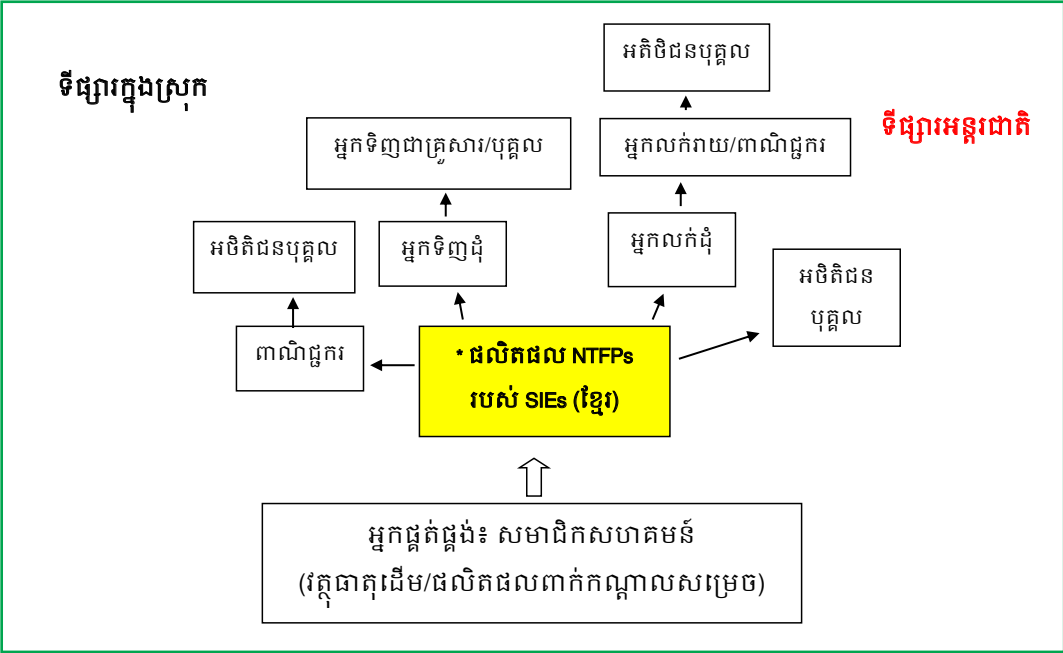 អតិថិជនបុគ្គល
ទីផ្សារក្នុងស្រុក
ទីផ្សារអន្តរជាតិ
អ្នកទិញជាគ្រួសារ/បុគ្គល
អ្នកលក់រាយ/ពាណិជ្ជករ
អថិតិជនបុគ្គល
អ្នកទិញដុំ
អ្នកលក់ដុំ
អថិតិជន
បុគ្គល
ពាណិជ្ជករ
* ផលិតផល NTFPs
របស់ SIEs (ខ្មែរ)
អ្នកផ្គត់ផ្គង់៖ សមាជិកសហគមន៍
(វត្ថុធាតុដើម/ផលិតផលពាក់កណ្តាលសម្រេច)